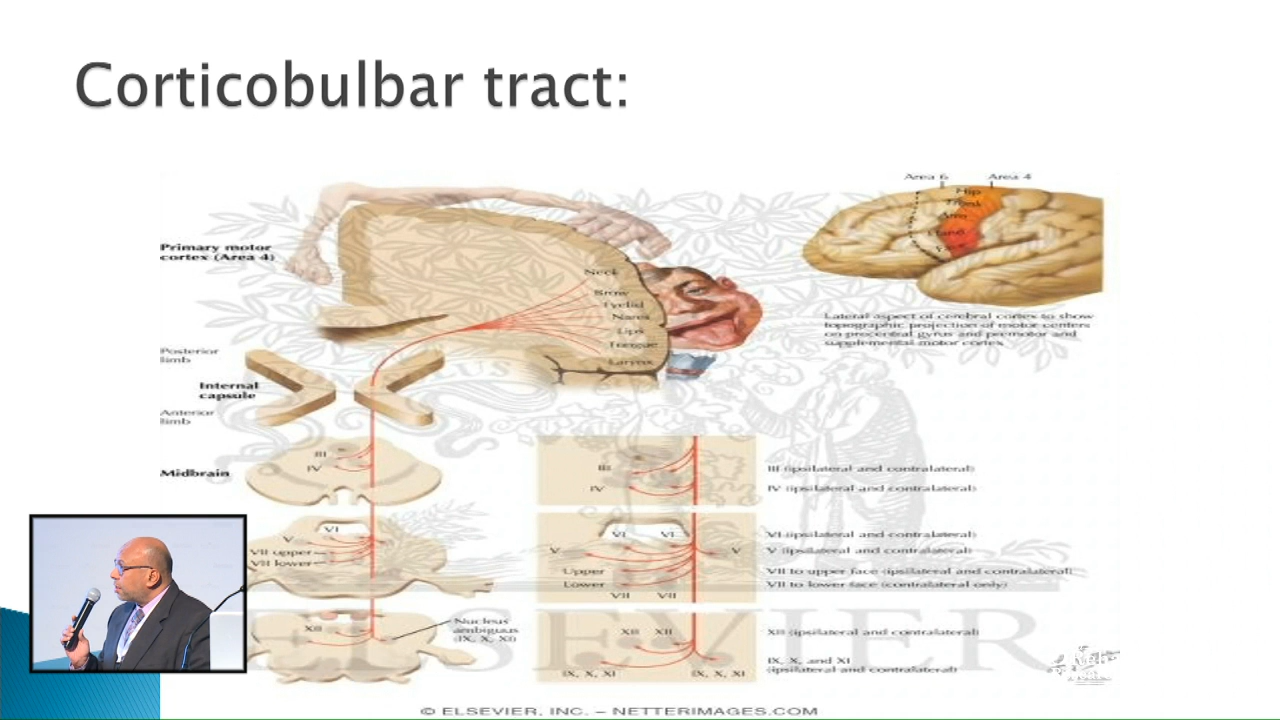 Corticobulbar tract:
Area 6
Area 4
Hip
Trunk
Arm
Hand
Face
Primary motor
cortex (Area 4)
Neck
Brow
Eyelid
Nares
Lips
Tongue
Larynx
Lateral aspect of cerebral cortex to show
topographic projection of motor centers
on precentral gyrus and premotor and
supplemental motor cortex
Posterior
limb
Internal
capsule
Anterior
limb
Midbrain
III
IV
III
IV
III (ipsilateral and contralateral)
IV (ipsilateral and contralateral)
VI
V
VII upper
VII lower
VI
VI
V
V
Upper
Lower
VII
VII
VI (ipsilateral and contralateral)
V (ipsilateral and contralateral)
VII to upper face (ipsilateral and contralateral)
VII to lower face (contralateral only)
XII
Nucleus
ambiguus
(IX, X, XI)
XII
XII
IX, X, XI
IX, X, XI
XII (ipsilateral and contralateral)
IX, X, and XI
(ipsilateral and contralateral)
ELSEVIER
© ELSEVIER, INC. – NETTERIMAGES.COM